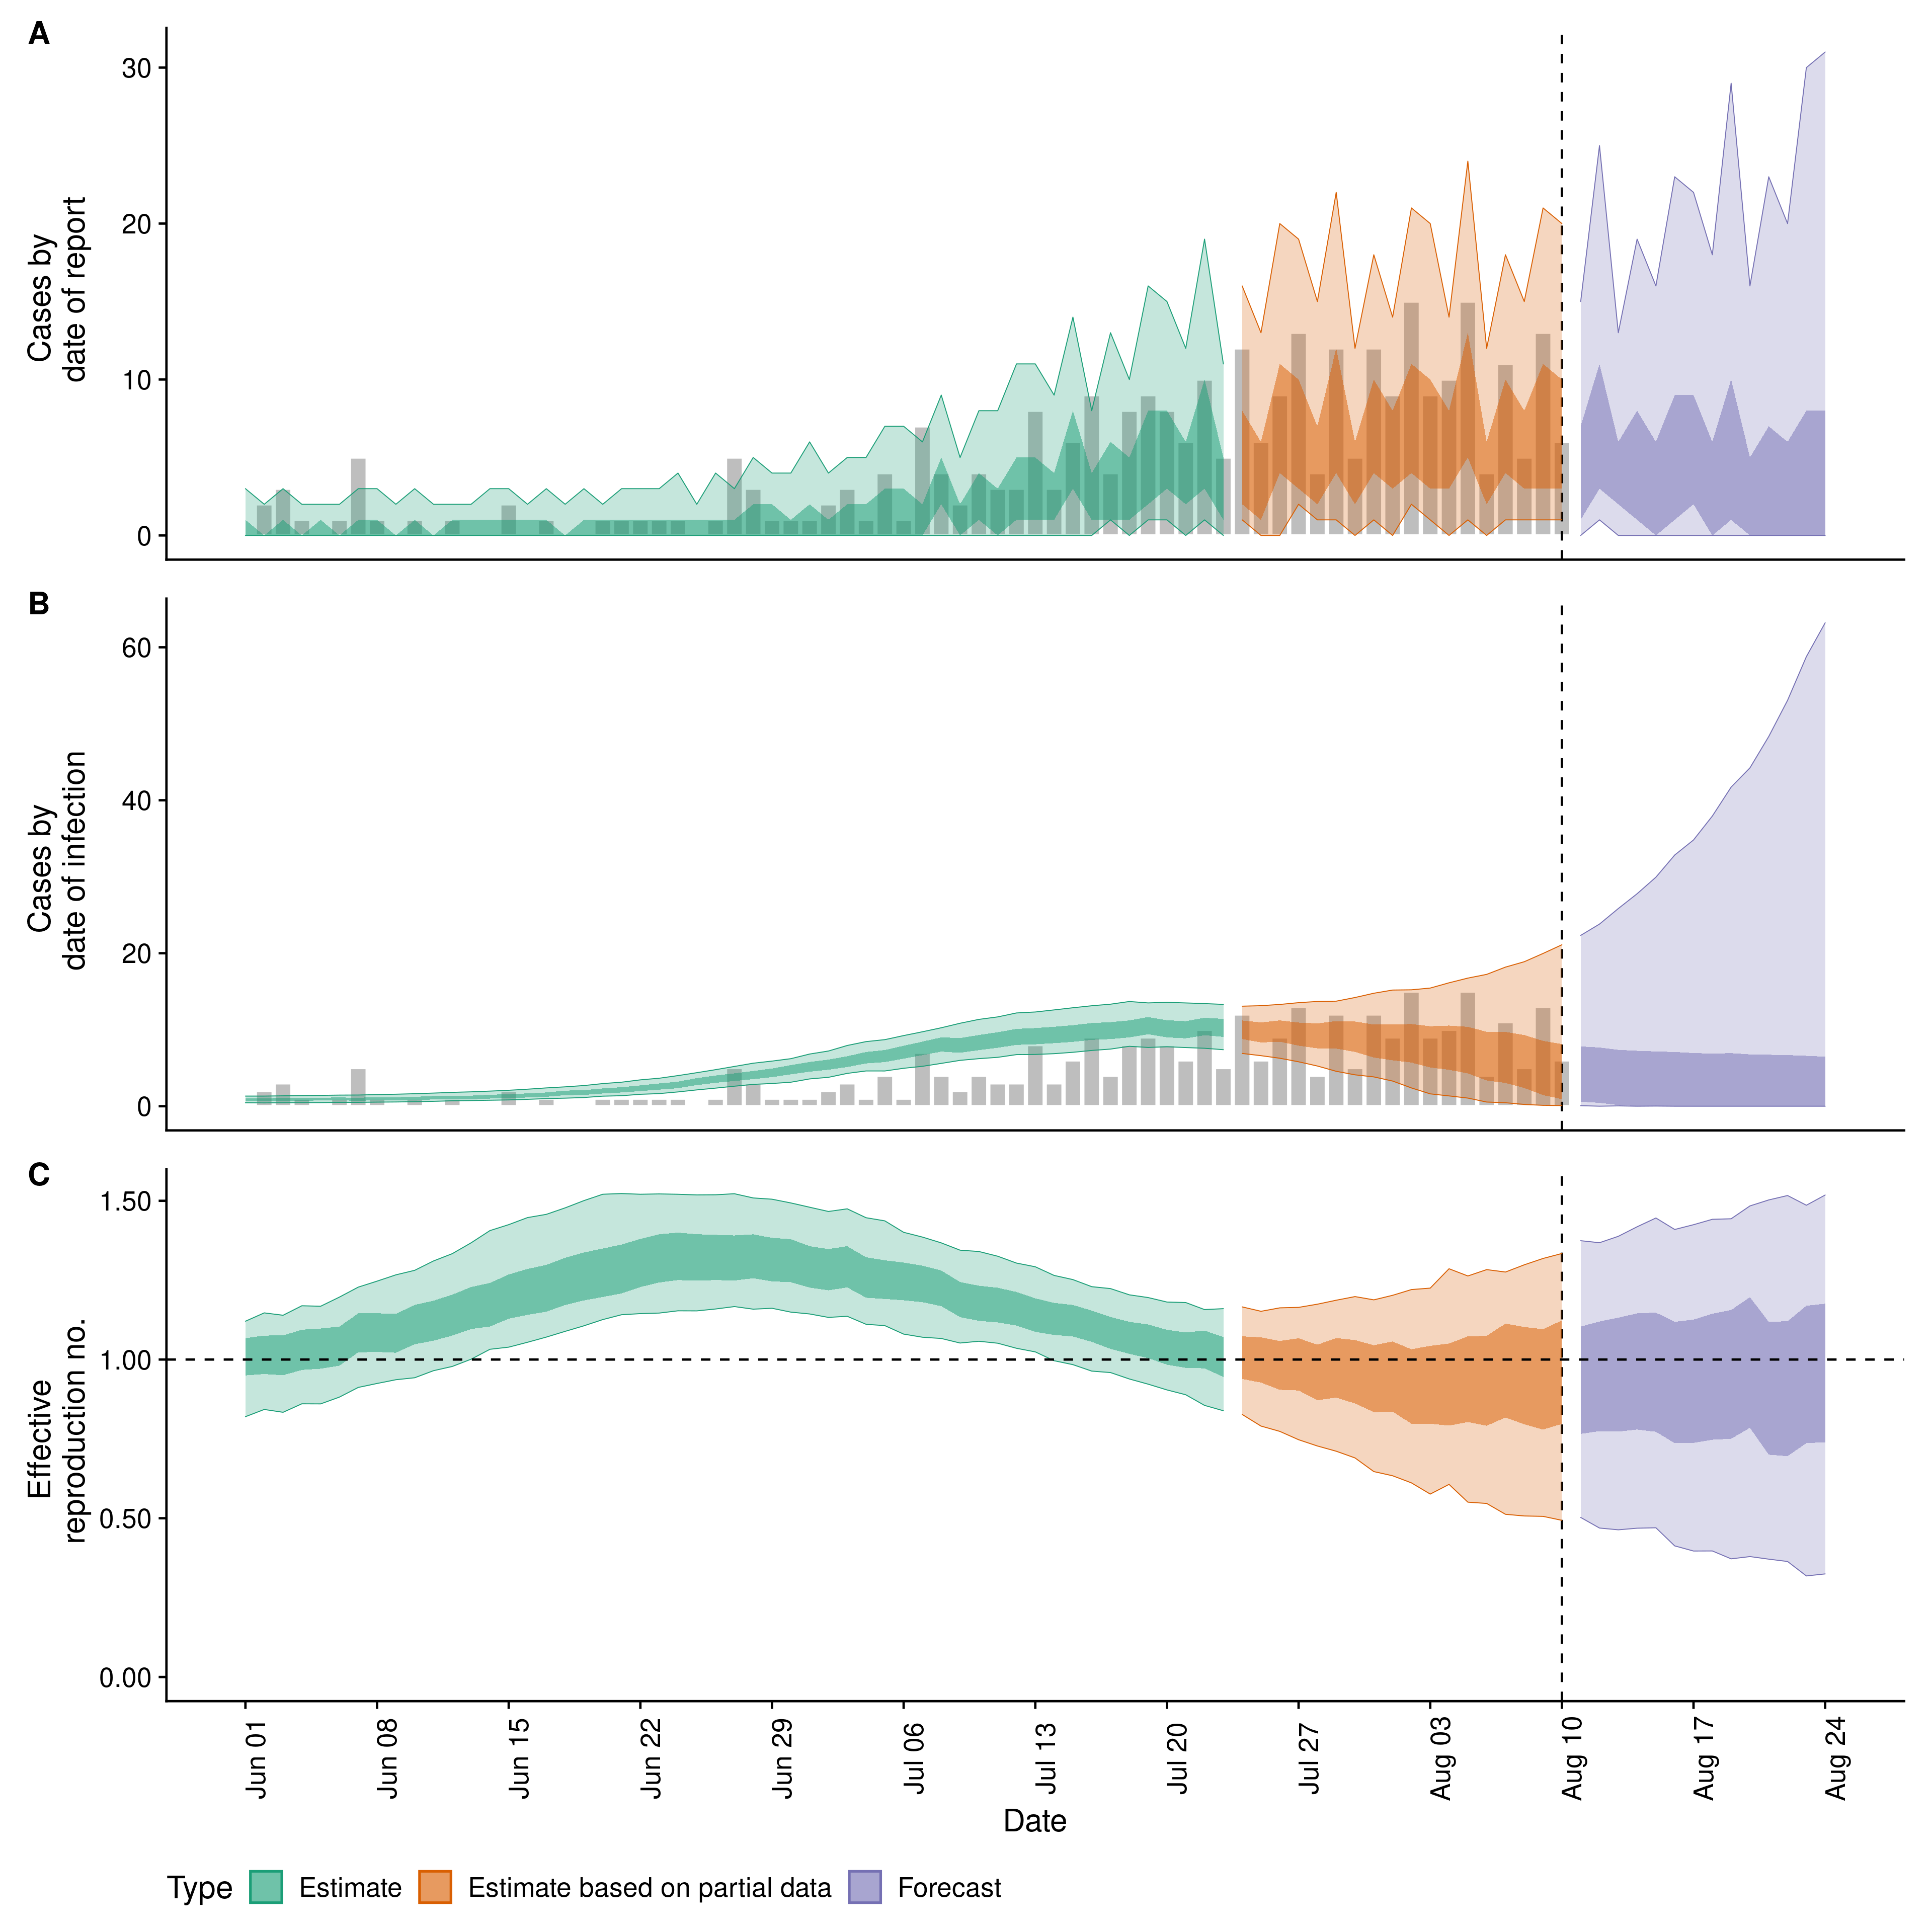 A
30
20
10
0
Cases by
date of report
B
60
40
20
0
Cases by
date of infection
C
1.50
1.00
0.50
0.00
Effective
reproduction no.
Jun 01
Jun 08
Jun 15
Jun 22
Jun 29
Jul 06
Jul 13
Jul 20
Jul 27
Aug 03
Aug 10
Aug 17
Aug 24
Date
Type Estimate Estimate based on partial data Forecast